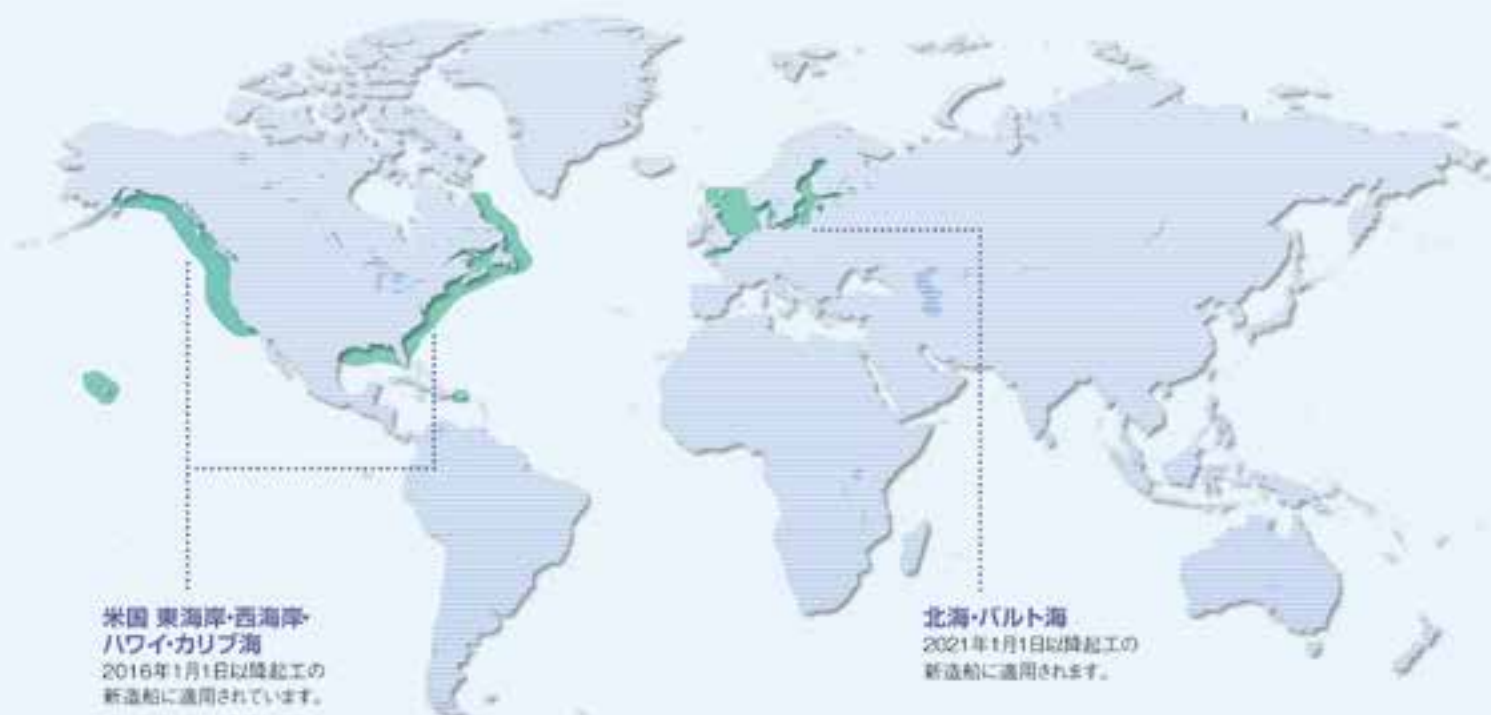 米国 東海岸・西海岸・
ハワイ・カリブ海
2016年1月1日以降起工の
新造船に適用されています。
北海・バルト海
2021年1月1日以降起工の
新造船に適用されます。